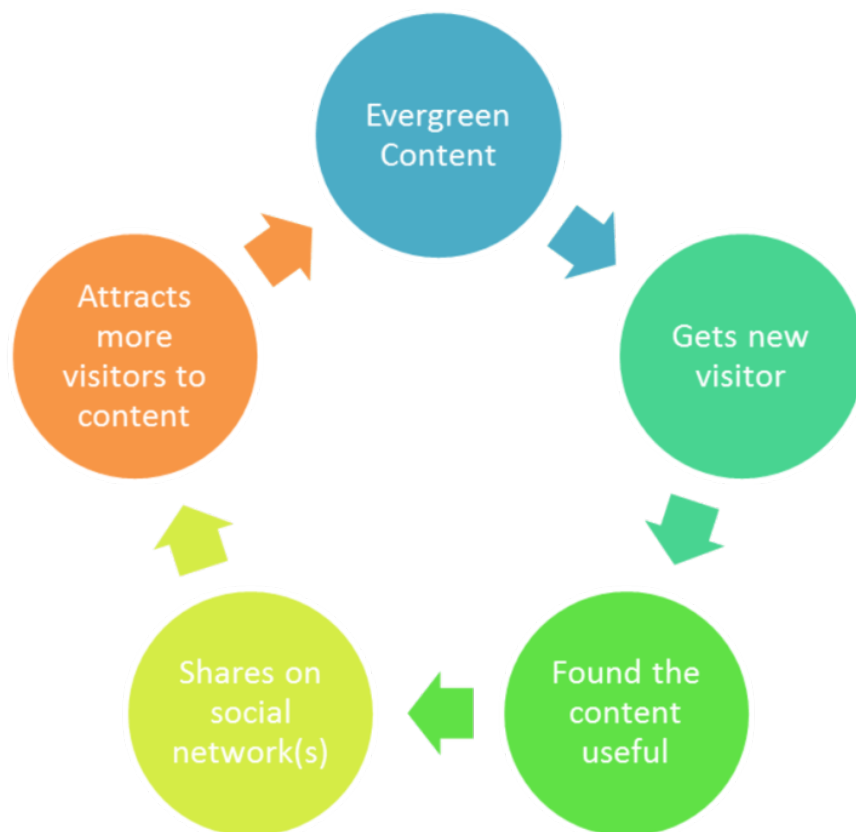 Evergreen
Content
Gets new
visitor
Found the
content
useful
Shares on
social
network(s)
Attracts
more
visitors to
content